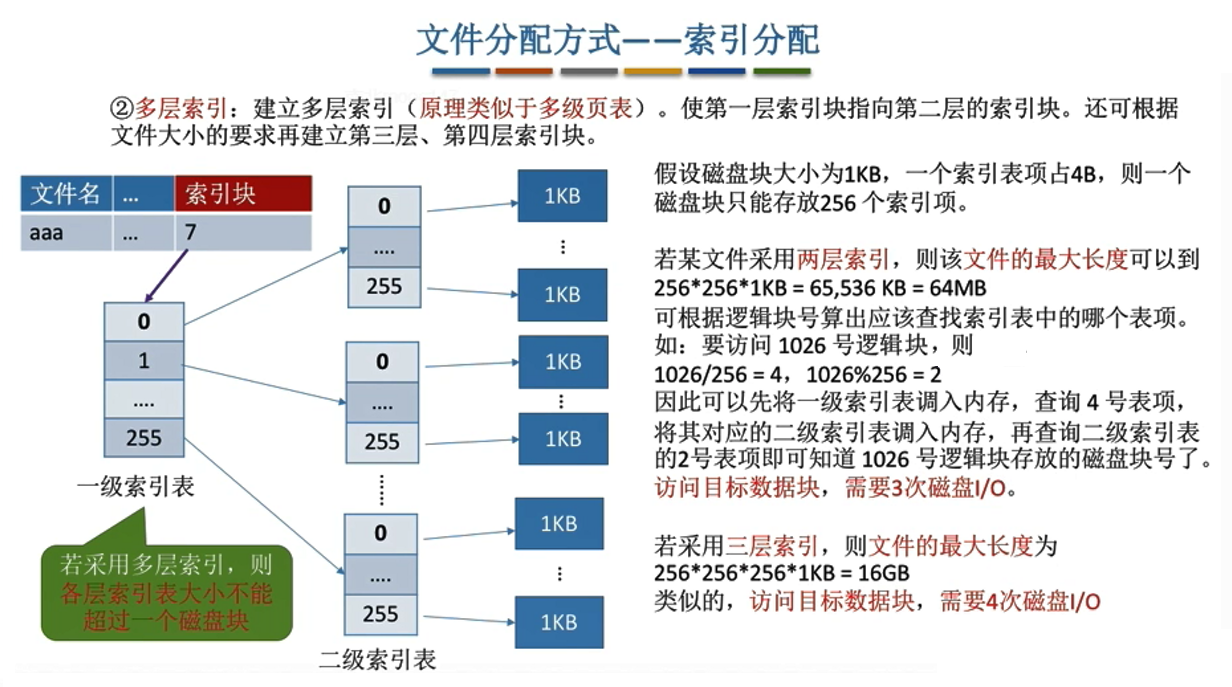 文件分配方式——索引分配
②多层索引：建立多层索引（原理类似于多级页表）。使第一层索引块指向第二层的索引块。还可根据
文件大小的要求再建立第三层、第四层索引块。
文件名 … 索引块
aaa … 7
0
1
....
255
一级索引表
若采用多层索引，则
各层索引表大小不能
超过一个磁盘块
0
....
255
0
....
255
0
....
255
二级索引表
1KB
1KB
1KB
1KB
1KB
1KB
假设磁盘块大小为1KB，一个索引表项占4B，则一个
磁盘块只能存放256 个索引项。
若某文件采用两层索引，则该文件的最大长度可以到
256*256*1KB = 65,536 KB = 64MB
可根据逻辑块号算出应该查找索引表中的哪个表项。
如：要访问 1026 号逻辑块，则
1026/256 = 4，1026%256 = 2
因此可以先将一级索引表调入内存，查询 4 号表项，
将其对应的二级索引表调入内存，再查询二级索引表
的2号表项即可知道 1026 号逻辑块存放的磁盘块号了。
访问目标数据块，需要3次磁盘I/O。
若采用三层索引，则文件的最大长度为
256*256*256*1KB = 16GB
类似的，访问目标数据块，需要4次磁盘I/O